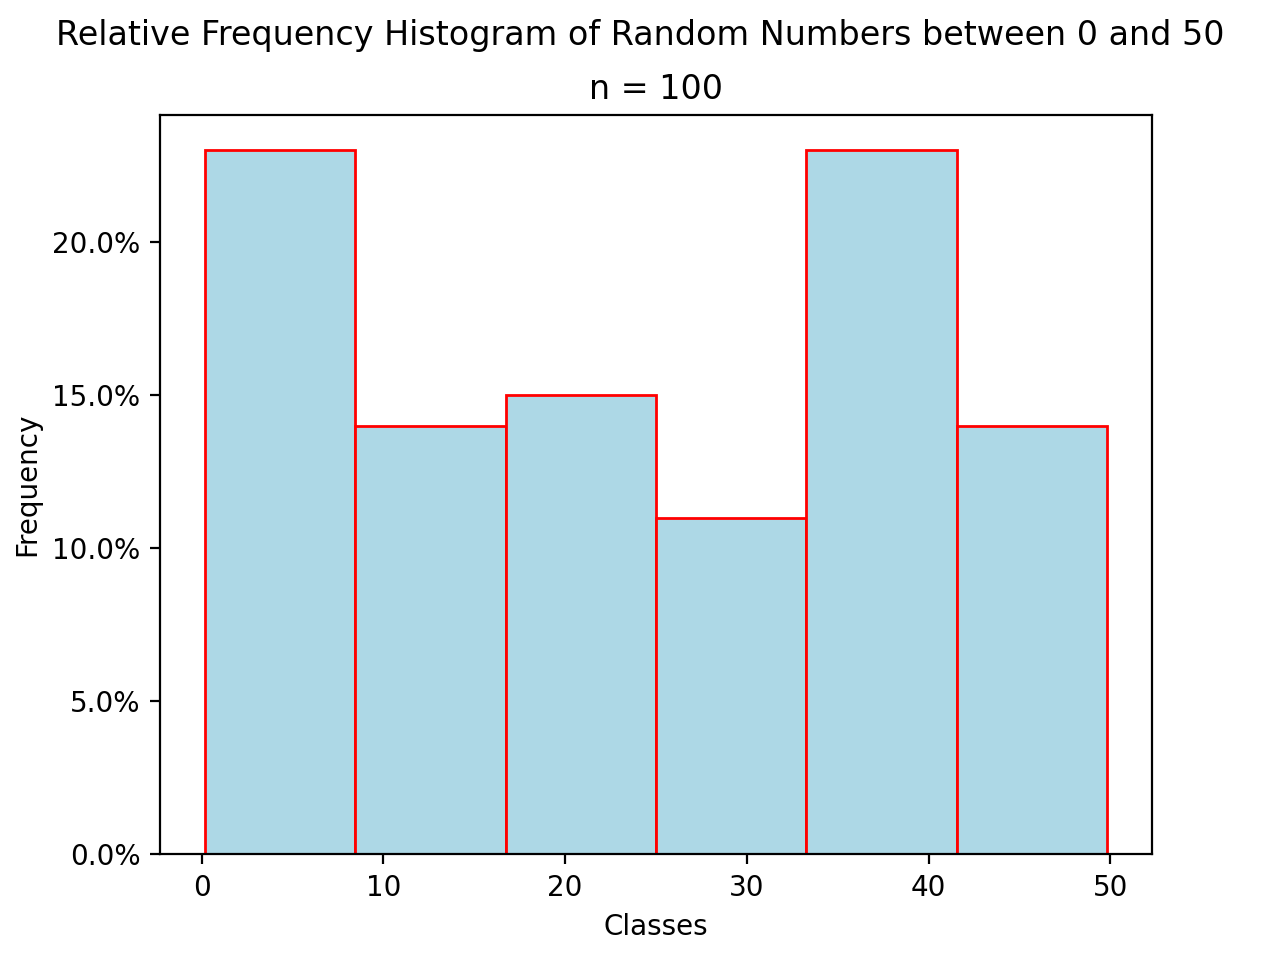 Relative Frequency Histogram of Random Numbers between 0 and 50
n = 100
20.0%
15.0%
10.0%
5.0%
0.0%
Frequency
0 10 20 30 40 50
Classes